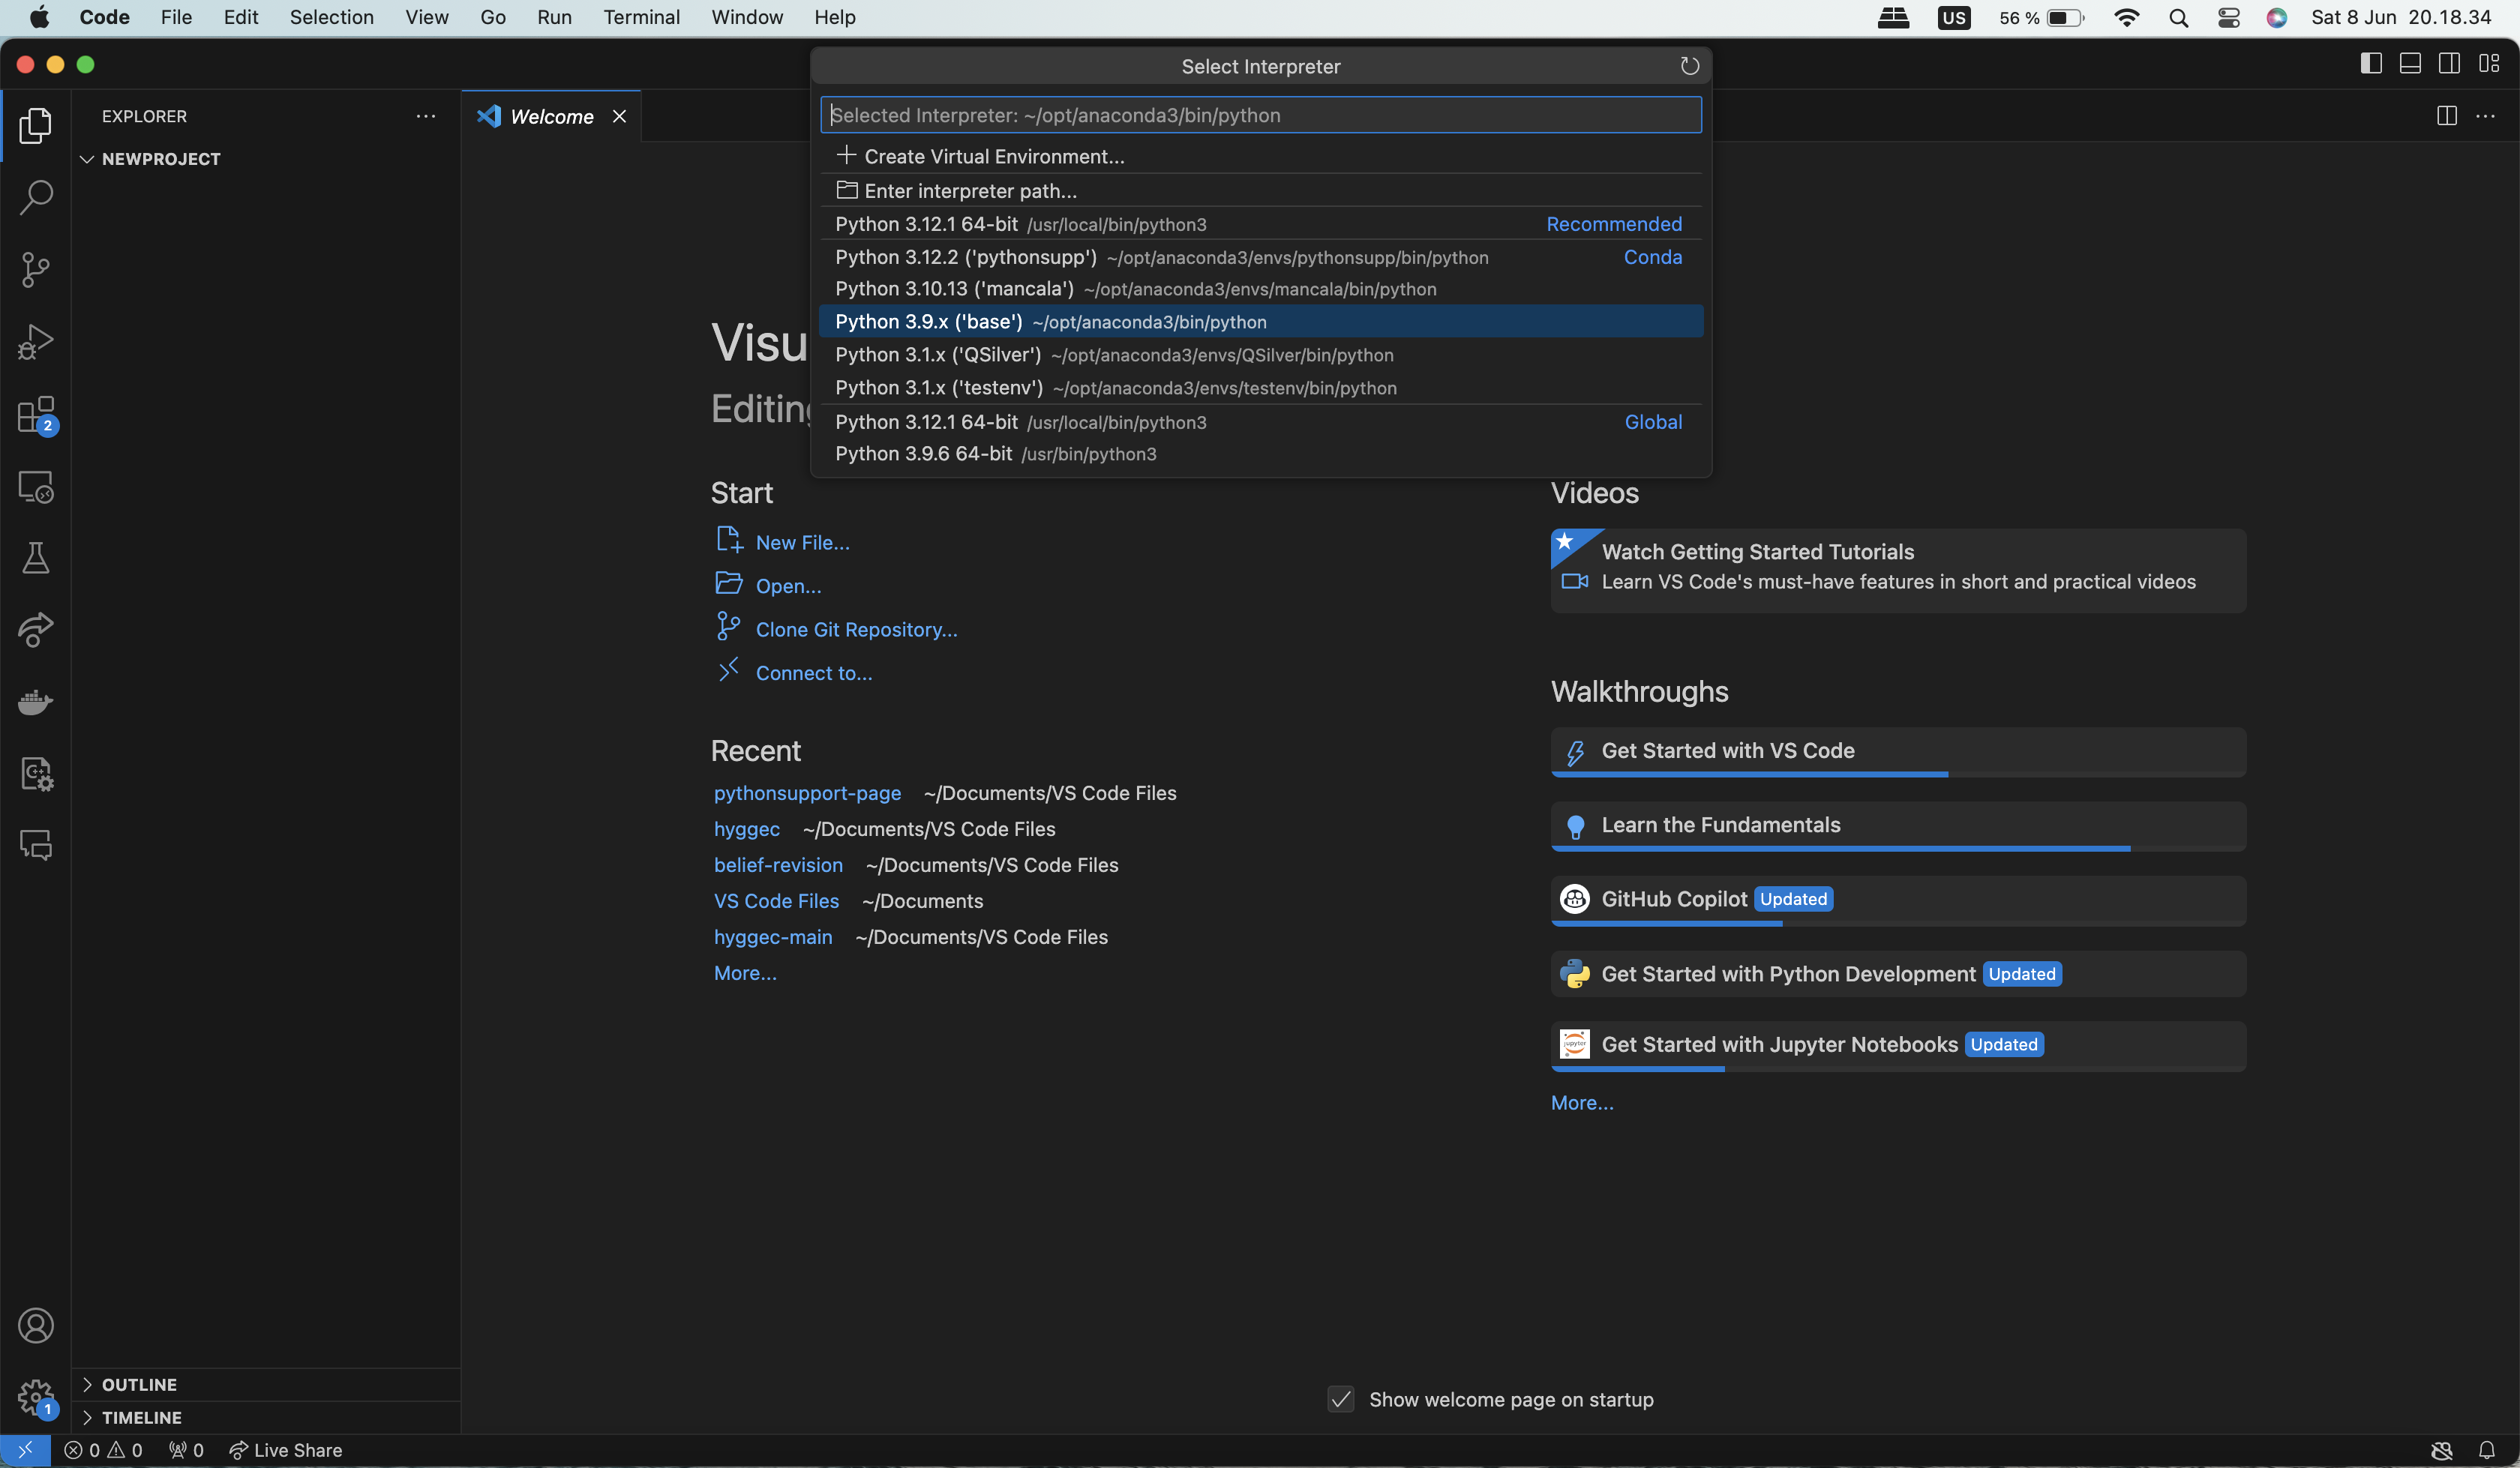 Code File Edit Selection View Go Run Terminal Window Help US 56 % Sat 8 Jun 20.18.34
Select Interpreter
EXPLORER
Welcome
Selected Interpreter: ~/opt/anaconda3/bin/python
NEWPROJECT
Create Virtual Environment...
Enter interpreter path...
Python 3.12.1 64-bit /usr/local/bin/python3 Recommended
Python 3.12.2 ('pythonsupp') ~/opt/anaconda3/envs/pythonsupp/bin/python Conda
Python 3.10.13 ('mancala') ~/opt/anaconda3/envs/mancala/bin/python
Python 3.9.x ('base') ~/opt/anaconda3/bin/python
Python 3.1.x ('QSilver') ~/opt/anaconda3/envs/QSilver/bin/python
Python 3.1.x ('testenv') ~/opt/anaconda3/envs/testenv/bin/python
Python 3.12.1 64-bit /usr/local/bin/python3 Global
Python 3.9.6 64-bit /usr/bin/python3
Visu
Editing
2
Start
New File...
Open...
Clone Git Repository...
Connect to...
Recent
pythonsupport-page ~/Documents/VS Code Files
hyggec ~/Documents/VS Code Files
belief-revision ~/Documents/VS Code Files
VS Code Files ~/Documents
hyggec-main ~/Documents/VS Code Files
More...
Videos
Watch Getting Started Tutorials
Learn VS Code's must-have features in short and practical videos
Walkthroughs
Get Started with VS Code
Learn the Fundamentals
GitHub Copilot Updated
Get Started with Python Development Updated
jupyter Get Started with Jupyter Notebooks Updated
More...
OUTLINE
TIMELINE
1
Show welcome page on startup
0 0 0 Live Share